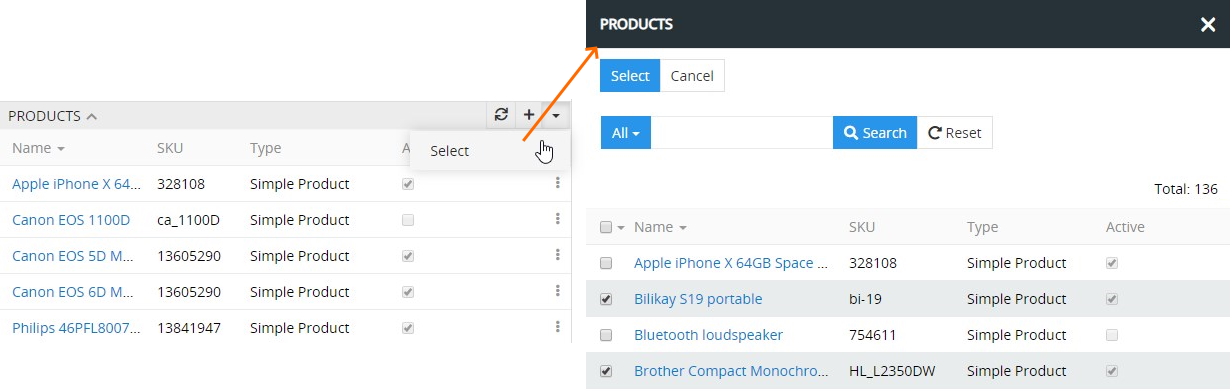 PRODUCTS
Name SKU Type A
Select
Apple iPhone X 64... 328108 Simple Product
Canon EOS 1100D ca_1100D Simple Product
Canon EOS 5D M... 13605290 Simple Product
Canon EOS 6D M... 13605290 Simple Product
Philips 46PFL8007... 13841947 Simple Product
PRODUCTS
Select Cancel
All Search Reset
Total: 136
Name SKU Type Active
Apple iPhone X 64GB Space ... 328108 Simple Product
Bilikay S19 portable bi-19 Simple Product
Bluetooth loudspeaker 754611 Simple Product
Brother Compact Monochro... HL_L2350DW Simple Product